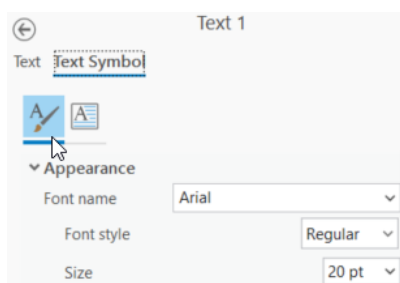 Text 1
Text Text Symbol
A A
Appearance
Font name Arial
Font style Regular
Size 20 pt